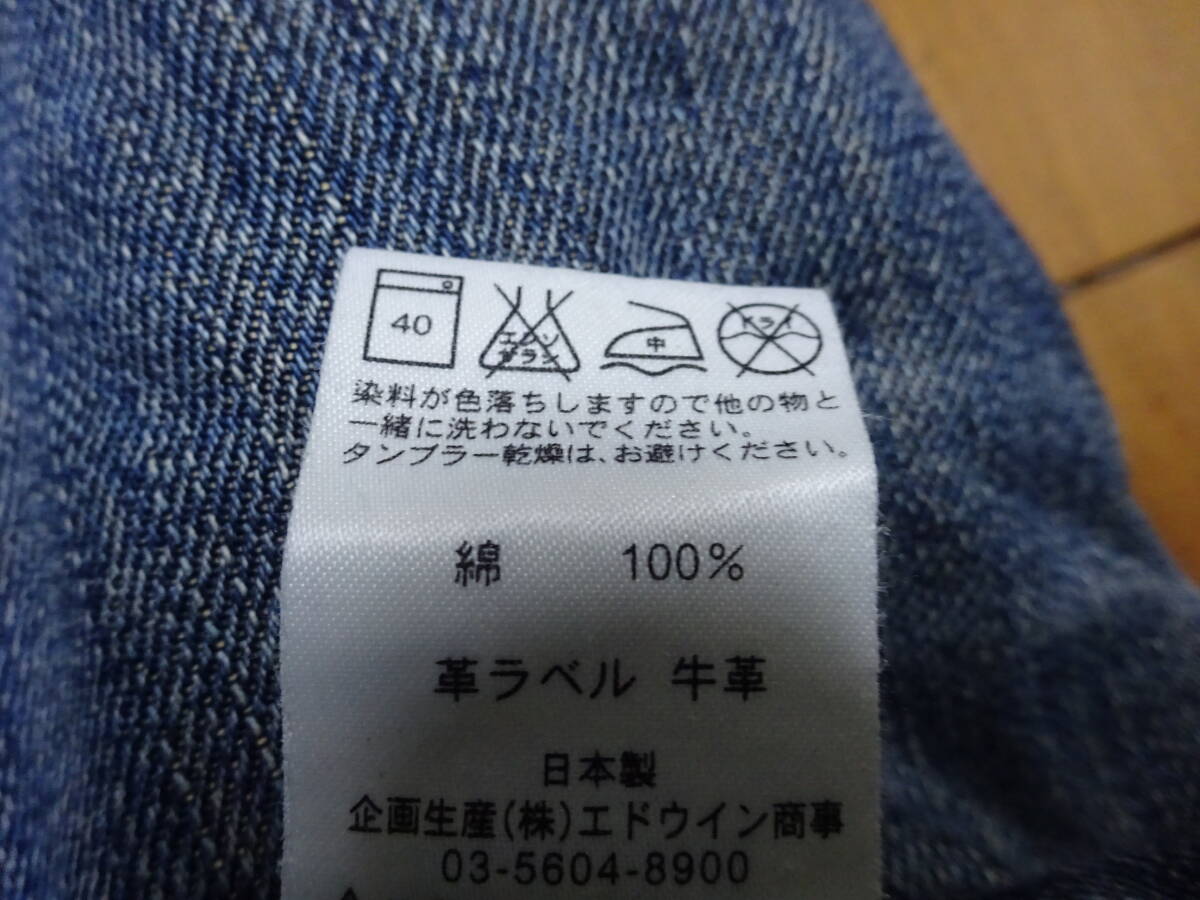 40 エンソサラシ 中 ドライ
染料が色落ちしますので他の物と
一緒に洗わないでください。
タンブラー乾燥は、お避けください。
綿 100%
革ラベル 牛革
日本製
企画生産(株)エドウイン商事
03-5604-8900